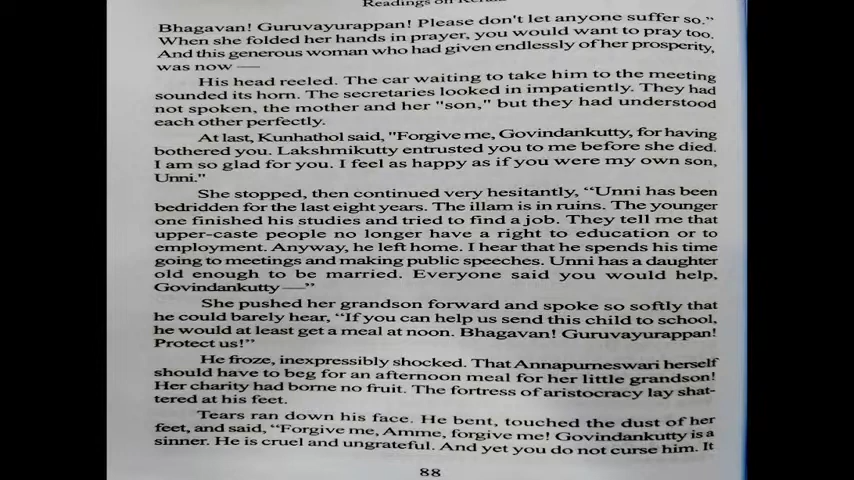 Readings on Kerala
Bhagavan! Guruvayurappan! Please don't let anyone suffer so."
When she folded her hands in prayer, you would want to pray too.
And this generous woman who had given endlessly of her prosperity,
was now —
His head reeled. The car waiting to take him to the meeting
sounded its horn. The secretaries looked in impatiently. They had
not spoken, the mother and her "son," but they had understood
each other perfectly.
At last, Kunhathol said, "Forgive me, Govindankutty, for having
bothered you. Lakshmikutty entrusted you to me before she died.
I am so glad for you. I feel as happy as if you were my own son,
Unni."
She stopped, then continued very hesitantly, “Unni has been
bedridden for the last eight years. The illam is in ruins. The younger
one finished his studies and tried to find a job. They tell me that
upper-caste people no longer have a right to education or to
employment. Anyway, he left home. I hear that he spends his time
going to meetings and making public speeches. Unni has a daughter
old enough to be married. Everyone said you would help,
Govindankutty —”
She pushed her grandson forward and spoke so softly that
he could barely hear, “If you can help us send this child to school,
he would at least get a meal at noon. Bhagavan! Guruvayurappan!
Protect us!”
He froze, inexpressibly shocked. That Annapurneswari herself
should have to beg for an afternoon meal for her little grandson!
Her charity had borne no fruit. The fortress of aristocracy lay shat-
tered at his feet.
Tears ran down his face. He bent, touched the dust of her
feet, and said, “Forgive me, Amme, forgive me! Govindankutty is a
sinner. He is cruel and ungrateful. And yet you do not curse him. It
88